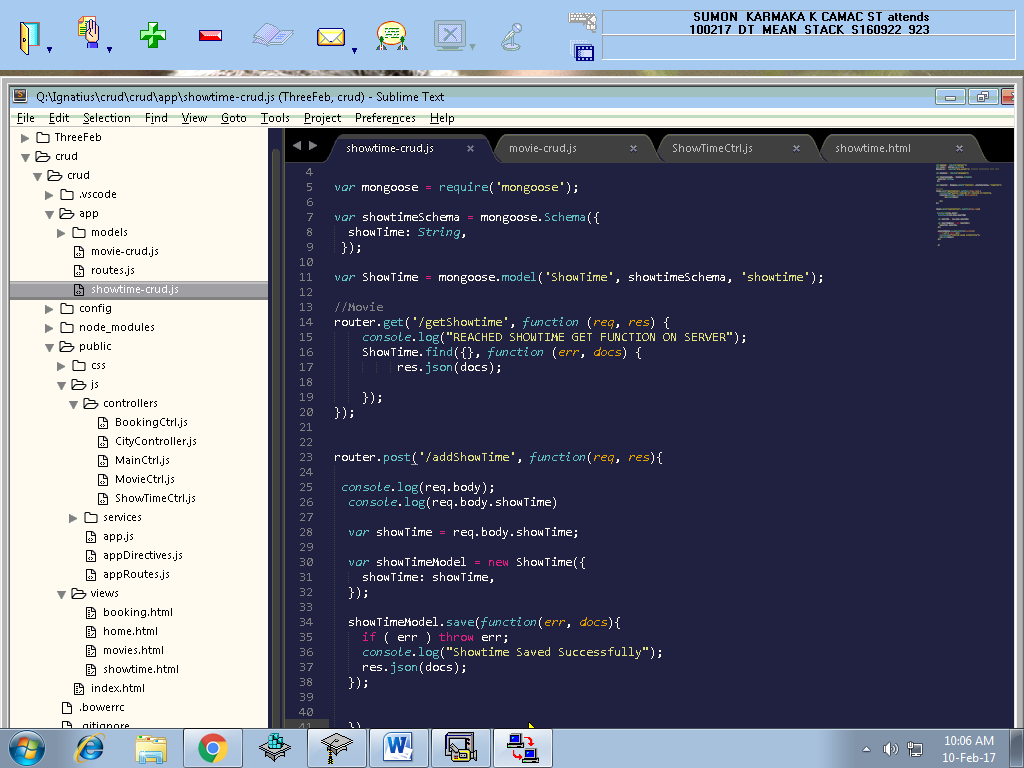 SUMON KARMAKA K CAMAC ST attends
100217 DT MEAN STACK S160922 923
Q:\Ignatius\crud\crud\app\showtime-crud.js (ThreeFeb, crud) - Sublime Text
File Edit Selection Find View Goto Tools Project Preferences Help
ThreeFeb
crud
crud
.vscode
app
models
movie-crud.js
routes.js
showtime-crud.js
config
node_modules
public
css
js
controllers
BookingCtrl.js
CityController.js
MainCtrl.js
MovieCtrl.js
ShowTimeCtrl.js
services
app.js
appDirectives.js
appRoutes.js
views
booking.html
home.html
movies.html
showtime.html
index.html
.bowerrc
.gitignore
showtime-crud.js × movie-crud.js × ShowTimeCtrl.js × showtime.html ×
4
5 var mongoose = require('mongoose');
6
7 var showtimeSchema = mongoose.Schema({
8 showTime: String,
9 });
10
11 var ShowTime = mongoose.model('ShowTime', showtimeSchema, 'showtime');
12
13 //Movie
14 router.get('/getShowtime', function (req, res) {
15 console.log("REACHED SHOWTIME GET FUNCTION ON SERVER");
16 ShowTime.find({}, function (err, docs) {
17 res.json(docs);
18
19 });
20 });
21
22
23 router.post('/addShowTime', function(req, res){
24
25 console.log(req.body);
26 console.log(req.body.showTime)
27
28 var showTime = req.body.showTime;
29
30 var showTimeModel = new ShowTime({
31 showTime: showTime,
32 });
33
34 showTimeModel.save(function(err, docs){
35 if ( err ) throw err;
36 console.log("Showtime Saved Successfully");
37 res.json(docs);
38 });
39
40
41 })
10:06 AM
10-Feb-17